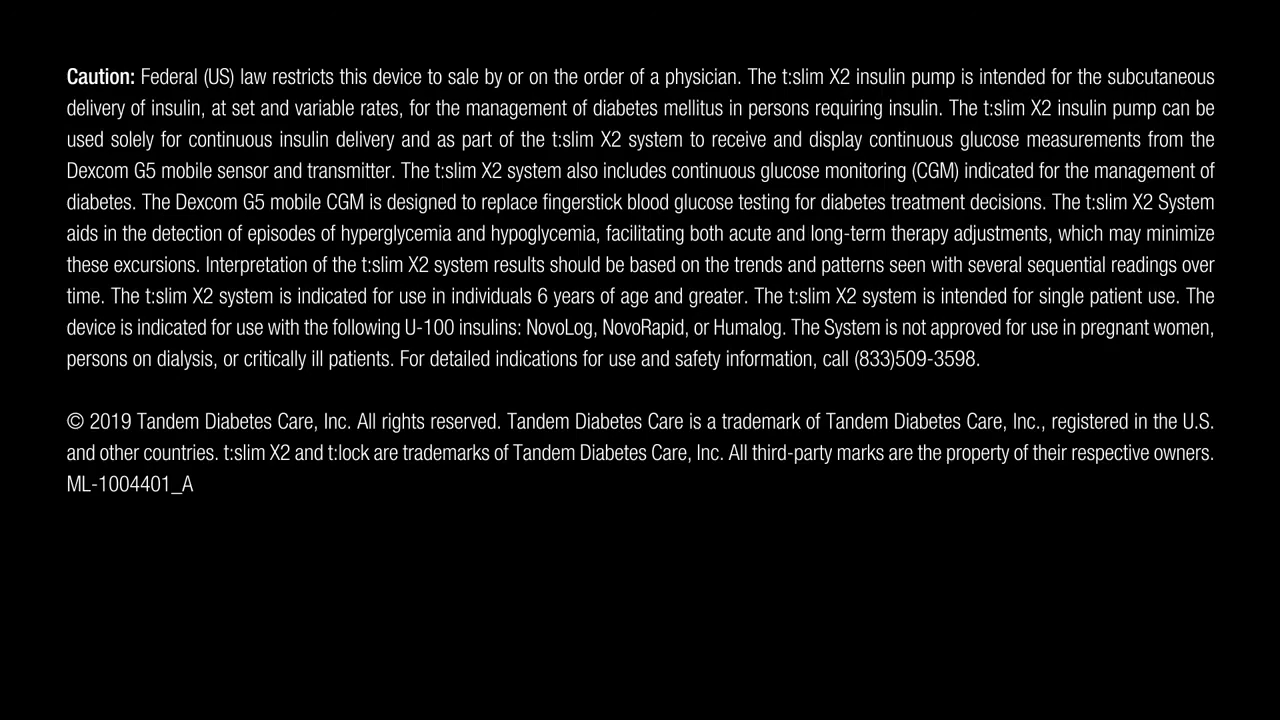 Caution: Federal (US) law restricts this device to sale by or on the order of a physician. The t:slim X2 insulin pump is intended for the subcutaneous
delivery of insulin, at set and variable rates, for the management of diabetes mellitus in persons requiring insulin. The t:slim X2 insulin pump can be
used solely for continuous insulin delivery and as part of the t:slim X2 system to receive and display continuous glucose measurements from the
Dexcom G5 mobile sensor and transmitter. The t:slim X2 system also includes continuous glucose monitoring (CGM) indicated for the management of
diabetes. The Dexcom G5 mobile CGM is designed to replace fingerstick blood glucose testing for diabetes treatment decisions. The t:slim X2 System
aids in the detection of episodes of hyperglycemia and hypoglycemia, facilitating both acute and long-term therapy adjustments, which may minimize
these excursions. Interpretation of the t:slim X2 system results should be based on the trends and patterns seen with several sequential readings over
time. The t:slim X2 system is indicated for use in individuals 6 years of age and greater. The t:slim X2 system is intended for single patient use. The
device is indicated for use with the following U-100 insulins: NovoLog, NovoRapid, or Humalog. The System is not approved for use in pregnant women,
persons on dialysis, or critically ill patients. For detailed indications for use and safety information, call (833)509-3598.
© 2019 Tandem Diabetes Care, Inc. All rights reserved. Tandem Diabetes Care is a trademark of Tandem Diabetes Care, Inc., registered in the U.S.
and other countries. t:slim X2 and t:lock are trademarks of Tandem Diabetes Care, Inc. All third-party marks are the property of their respective owners.
ML-1004401_A